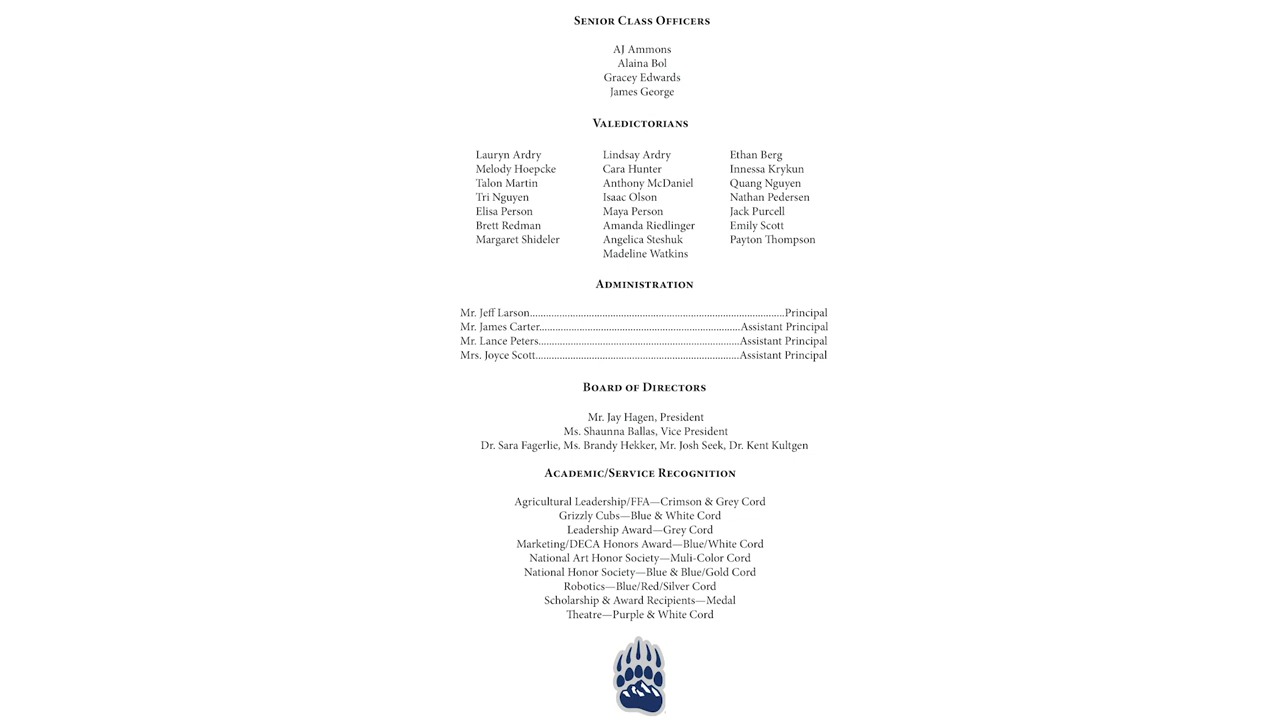 Senior Class Officers
AJ Ammons
Alaina Bol
Gracey Edwards
James George
Valedictorians
Lauryn Ardry Lindsay Ardry Ethan Berg
Melody Hoepcke Cara Hunter Innessa Krykun
Talon Martin Anthony McDaniel Quang Nguyen
Tri Nguyen Isaac Olson Nathan Pedersen
Elisa Person Maya Person Jack Purcell
Brett Redman Amanda Riedlinger Emily Scott
Margaret Shideler Angelica Steshuk Payton Thompson
Madeline Watkins
Administration
Mr. Jeff Larson...............................................................................................Principal
Mr. James Carter...........................................................................Assistant Principal
Mr. Lance Peters...........................................................................Assistant Principal
Mrs. Joyce Scott............................................................................Assistant Principal
Board of Directors
Mr. Jay Hagen, President
Ms. Shaunna Ballas, Vice President
Dr. Sara Fagerlie, Ms. Brandy Hekker, Mr. Josh Seek, Dr. Kent Kultgen
Academic/Service Recognition
Agricultural Leadership/FFA—Crimson & Grey Cord
Grizzly Cubs—Blue & White Cord
Leadership Award—Grey Cord
Marketing/DECA Honors Award—Blue/White Cord
National Art Honor Society—Muli-Color Cord
National Honor Society—Blue & Blue/Gold Cord
Robotics—Blue/Red/Silver Cord
Scholarship & Award Recipients—Medal
Theatre—Purple & White Cord